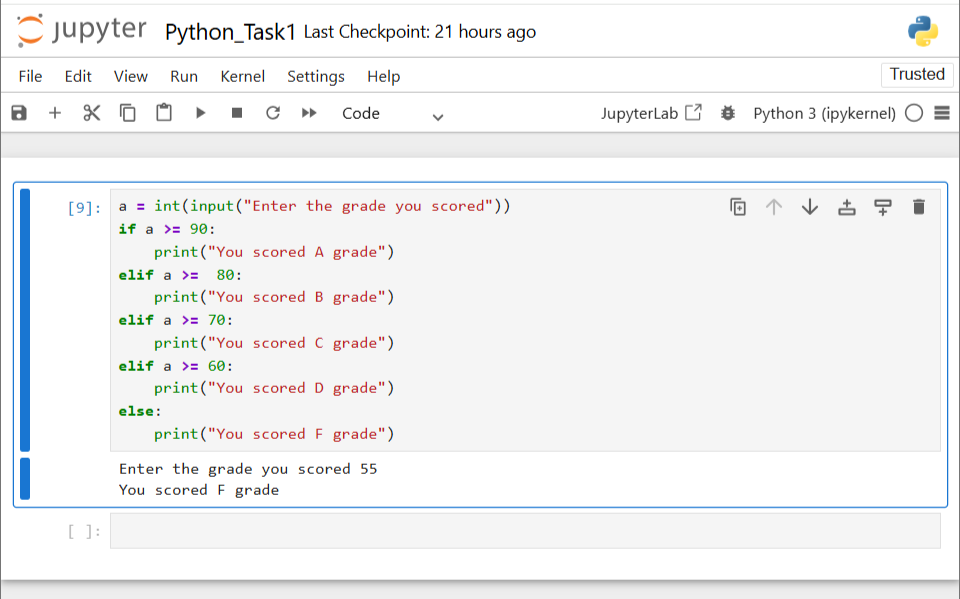 jupyter Python_Task1 Last Checkpoint: 21 hours ago
File Edit View Run Kernel Settings Help Trusted
Code JupyterLab Python 3 (ipykernel)
[9]: a = int(input("Enter the grade you scored"))
if a >= 90:
    print("You scored A grade")
elif a >=  80:
    print("You scored B grade")
elif a >= 70:
    print("You scored C grade")
elif a >= 60:
    print("You scored D grade")
else:
    print("You scored F grade")
Enter the grade you scored 55
You scored F grade
[ ]: